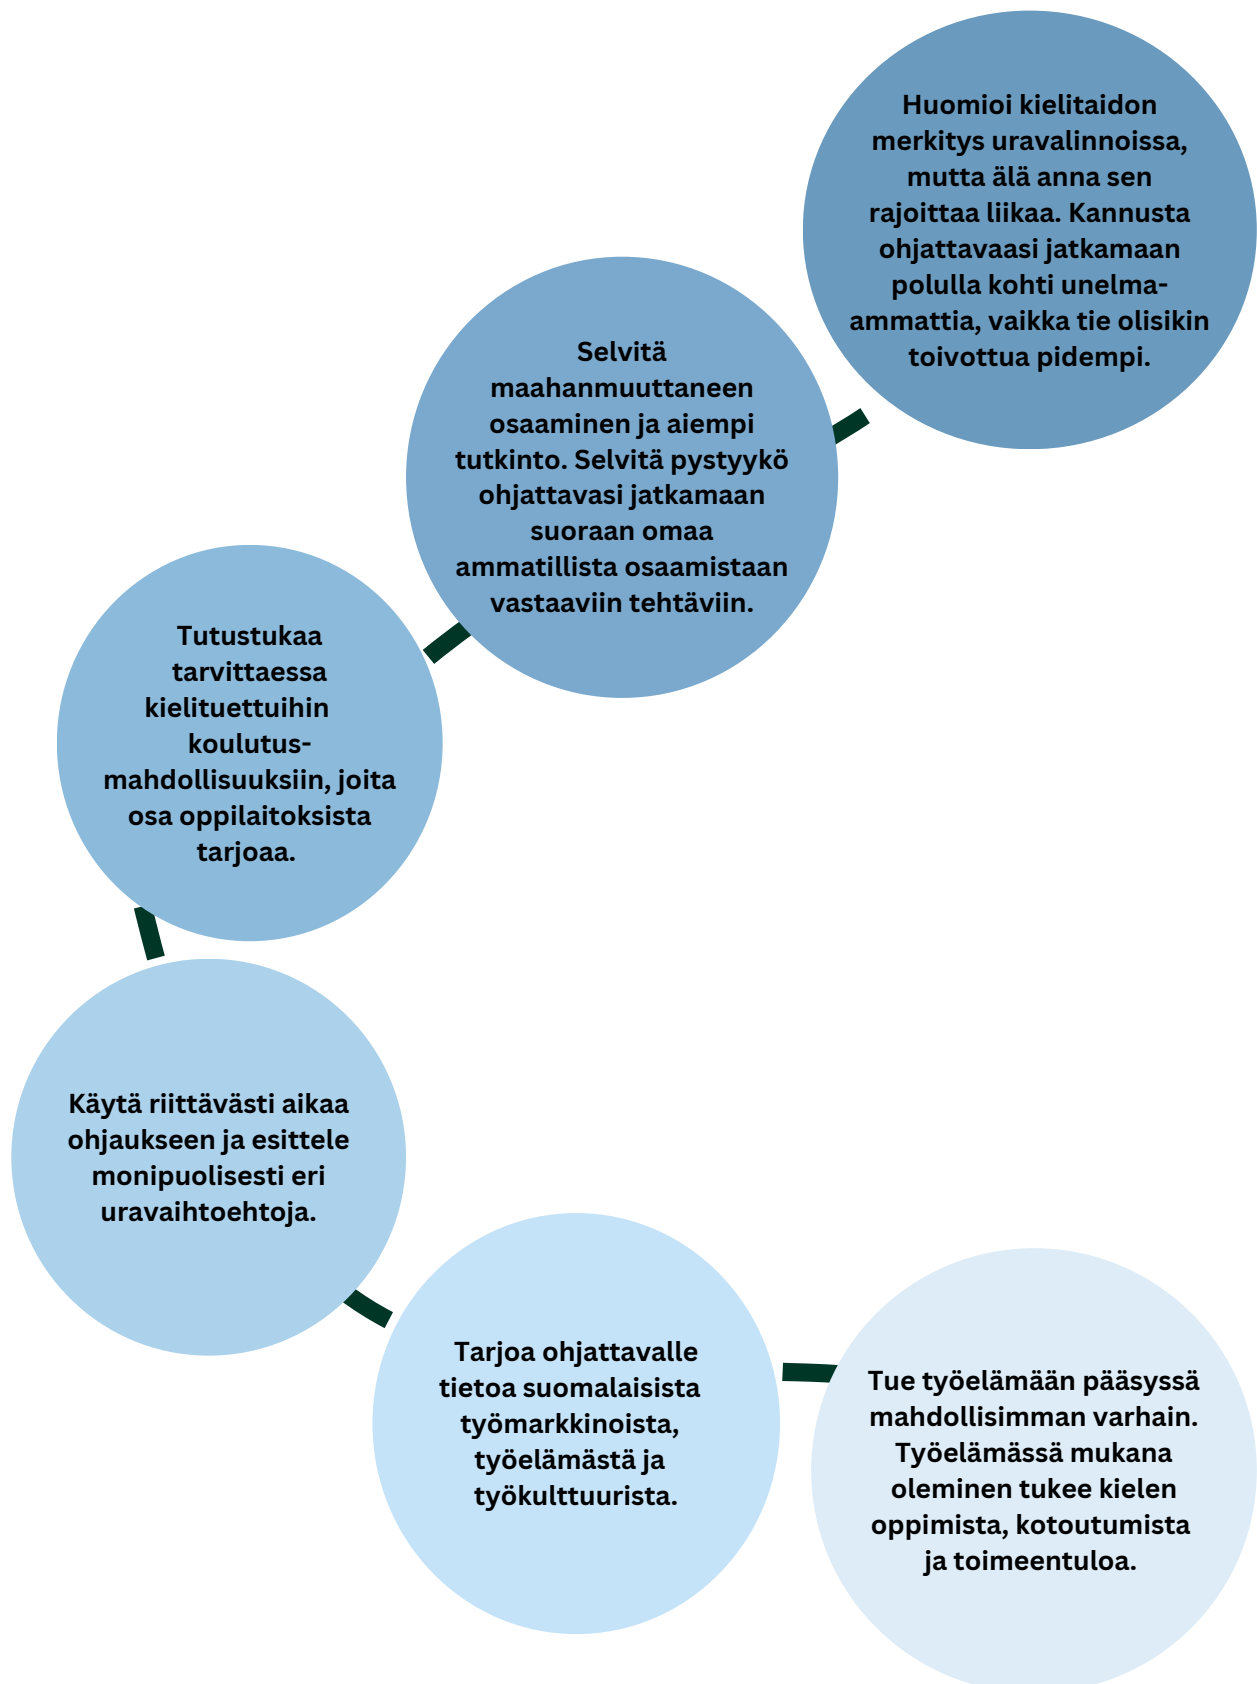 Huomioi kielitaidon
merkitys uravalinnoissa,
mutta älä anna sen
rajoittaa liikaa. Kannusta
ohjattavaasi jatkamaan
polulla kohti unelma-
ammattia, vaikka tie olisikin
toivottua pidempi.
Selvitä
maahanmuuttaneen
osaaminen ja aiempi
tutkinto. Selvitä pystyykö
ohjattavasi jatkamaan
suoraan omaa
ammatillista osaamistaan
vastaaviin tehtäviin.
Tutustukaa
tarvittaessa
kielituettuihin
koulutus-
mahdollisuuksiin, joita
osa oppilaitoksista
tarjoaa.
Käytä riittävästi aikaa
ohjaukseen ja esittele
monipuolisesti eri
uravaihtoehtoja.
Tarjoa ohjattavalle
tietoa suomalaisista
työmarkkinoista,
työelämästä ja
työkulttuurista.
Tue työelämään pääsyssä
mahdollisimman varhain.
Työelämässä mukana
oleminen tukee kielen
oppimista, kotoutumista
ja toimeentuloa.